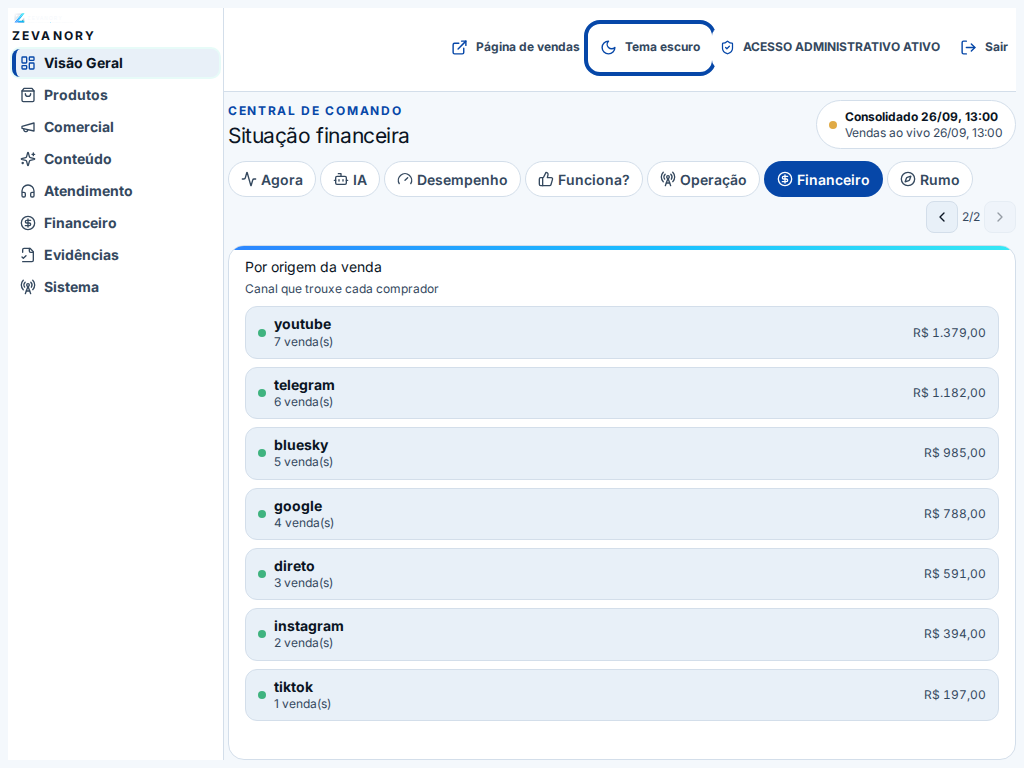 ZEVANORY
Visão Geral
Produtos
Comercial
Conteúdo
Atendimento
Financeiro
Evidências
Sistema
Página de vendas
Tema escuro
ACESSO ADMINISTRATIVO ATIVO
Sair
CENTRAL DE COMANDO
Situação financeira
Consolidado 26/09, 13:00
Vendas ao vivo 26/09, 13:00
Agora
IA
Desempenho
Funciona?
Operação
Financeiro
Rumo
2/2
Por origem da venda
Canal que trouxe cada comprador
youtube
7 venda(s)
R$ 1.379,00
telegram
6 venda(s)
R$ 1.182,00
bluesky
5 venda(s)
R$ 985,00
google
4 venda(s)
R$ 788,00
direto
3 venda(s)
R$ 591,00
instagram
2 venda(s)
R$ 394,00
tiktok
1 venda(s)
R$ 197,00